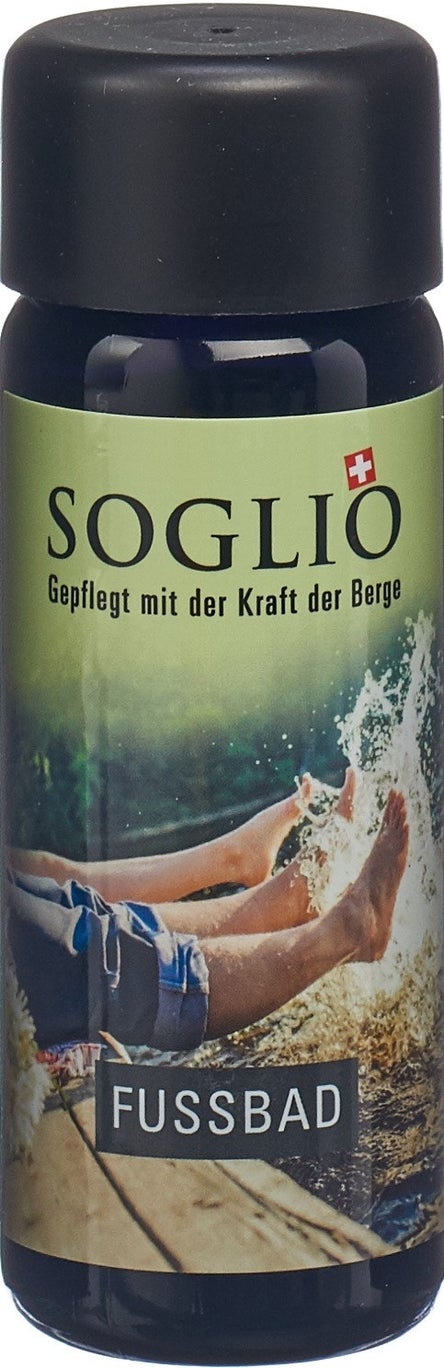 SOGLIO
Gepflegt mit der Kraft der Berge
FUSSBAD